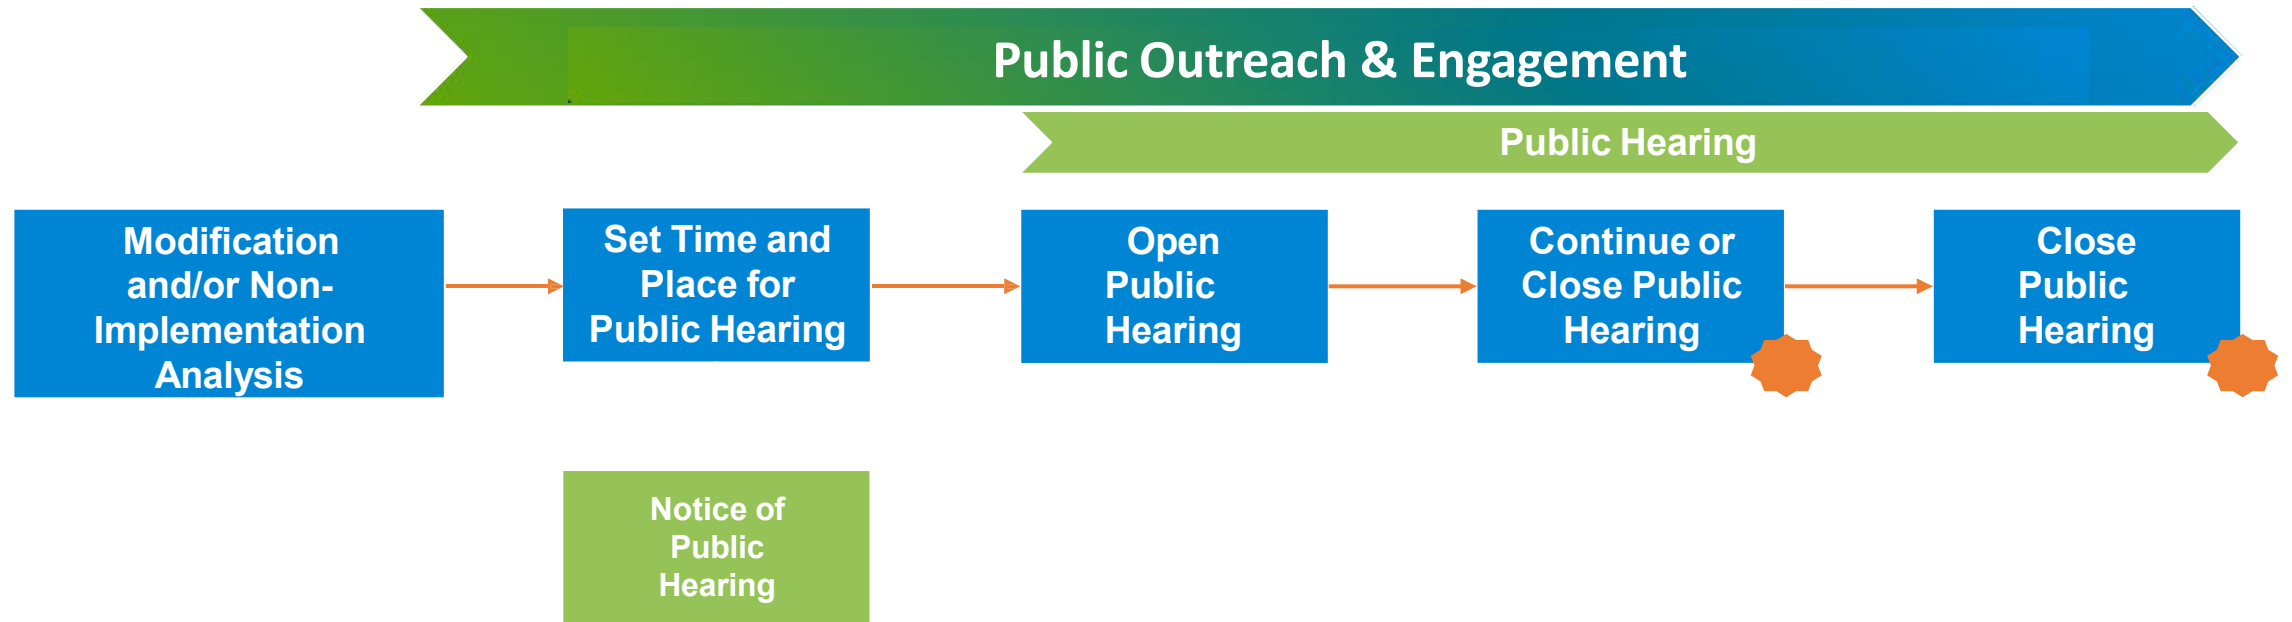 Public Outreach & Engagement
Public Hearing
Modification
and/or Non-
Implementation
Analysis
Set Time and
Place for
Public Hearing
Open
Public
Hearing
Continue or
Close Public
Hearing
Close
Public
Hearing
Notice of
Public
Hearing